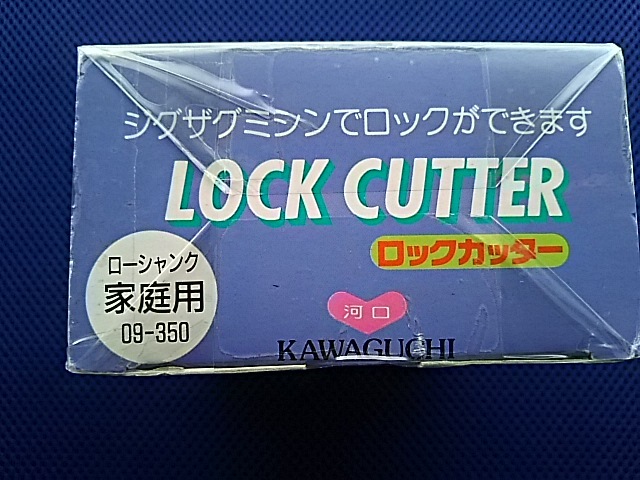 シグザグミシンでロックができます
LOCK CUTTER
ロックカッター
ローシャンク
家庭用
09-350
河口
KAWAGUCHI